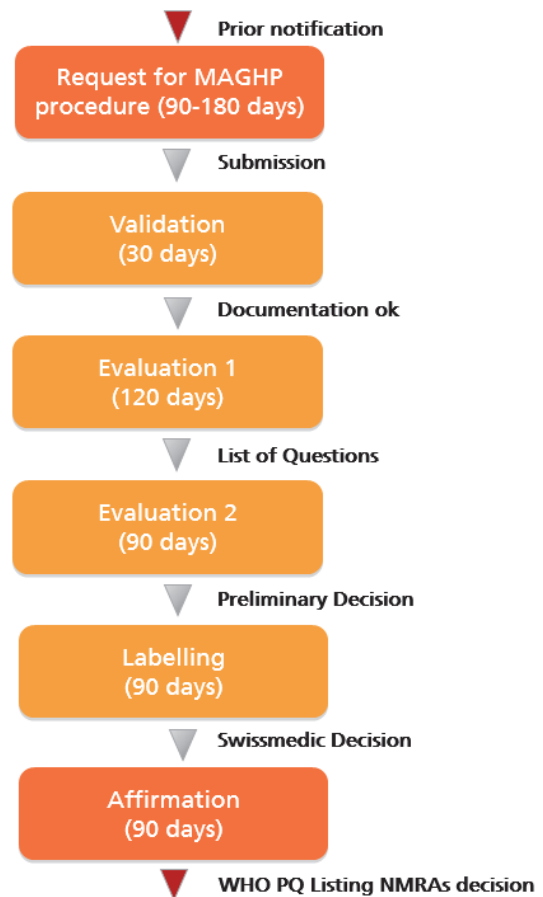 Prior notification
Request for MAGHP
procedure (90-180 days)
Submission
Validation
(30 days)
Documentation ok
Evaluation 1
(120 days)
List of Questions
Evaluation 2
(90 days)
Preliminary Decision
Labelling
(90 days)
Swissmedic Decision
Affirmation
(90 days)
WHO PQ Listing NMRAs decision